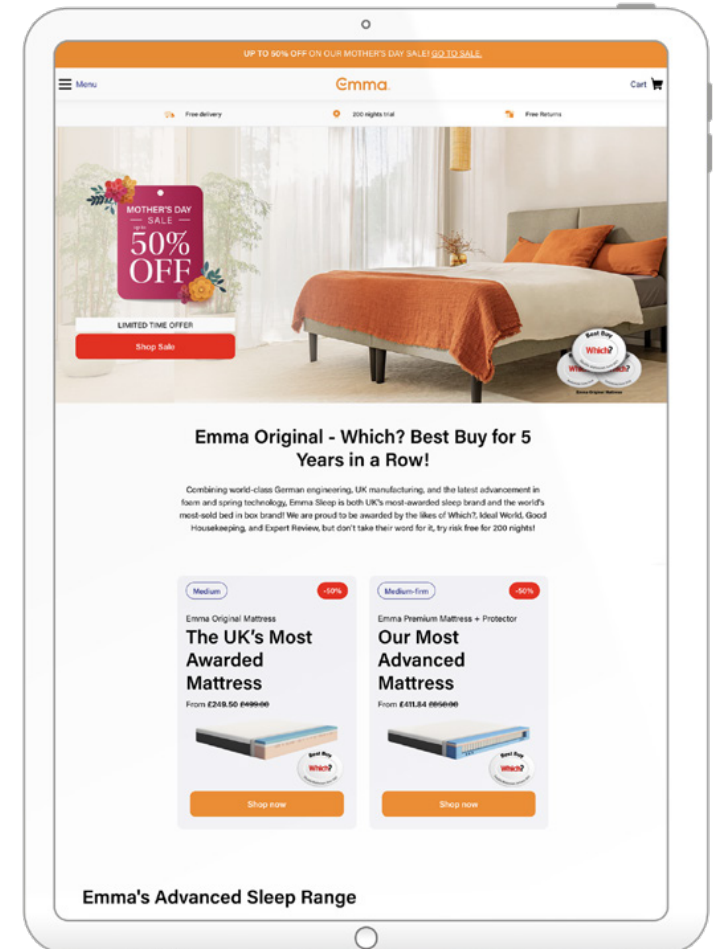 UP TO 50% OFF ON OUR MOTHER'S DAY SALE! GO TO SALE.
Menu
Emma
Cart
Free delivery
200 nights trial
Free Returns
MOTHER'S DAY
SALE
up to
50%
OFF
LIMITED TIME OFFER
Shop Sale
Best Buy
Which?
Emma Original Mattress
Emma Original - Which? Best Buy for 5
Years in a Row!
Combining world-class German engineering, UK manufacturing, and the latest advancement in
foam and spring technology, Emma Sleep is both UK's most-awarded sleep brand and the world's
most-sold bed in box brand! We are proud to be awarded by the likes of Which?, Ideal World, Good
Housekeeping, and Expert Review, but don't take their word for it, try risk free for 200 nights!
Medium
-50%
Emma Original Mattress
The UK's Most
Awarded
Mattress
From £249.50 £499.00
Best Buy
Which?
Shop now
Medium-firm
-50%
Emma Premium Mattress + Protector
Our Most
Advanced
Mattress
From £411.84 £858.00
Best Buy
Which?
Shop now
Emma's Advanced Sleep Range